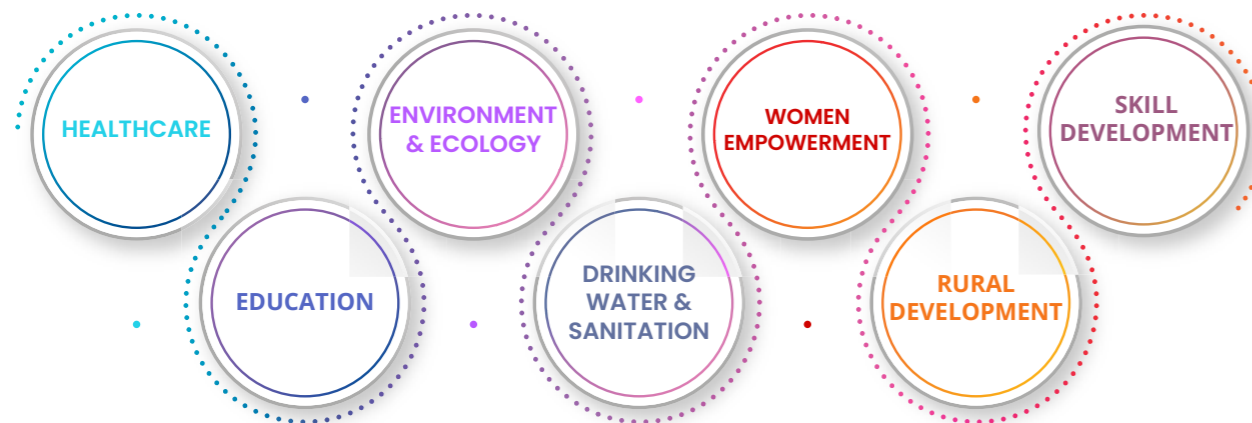 HEALTHCARE
EDUCATION
ENVIRONMENT
& ECOLOGY
DRINKING
WATER &
SANITATION
WOMEN
EMPOWERMENT
RURAL
DEVELOPMENT
SKILL
DEVELOPMENT